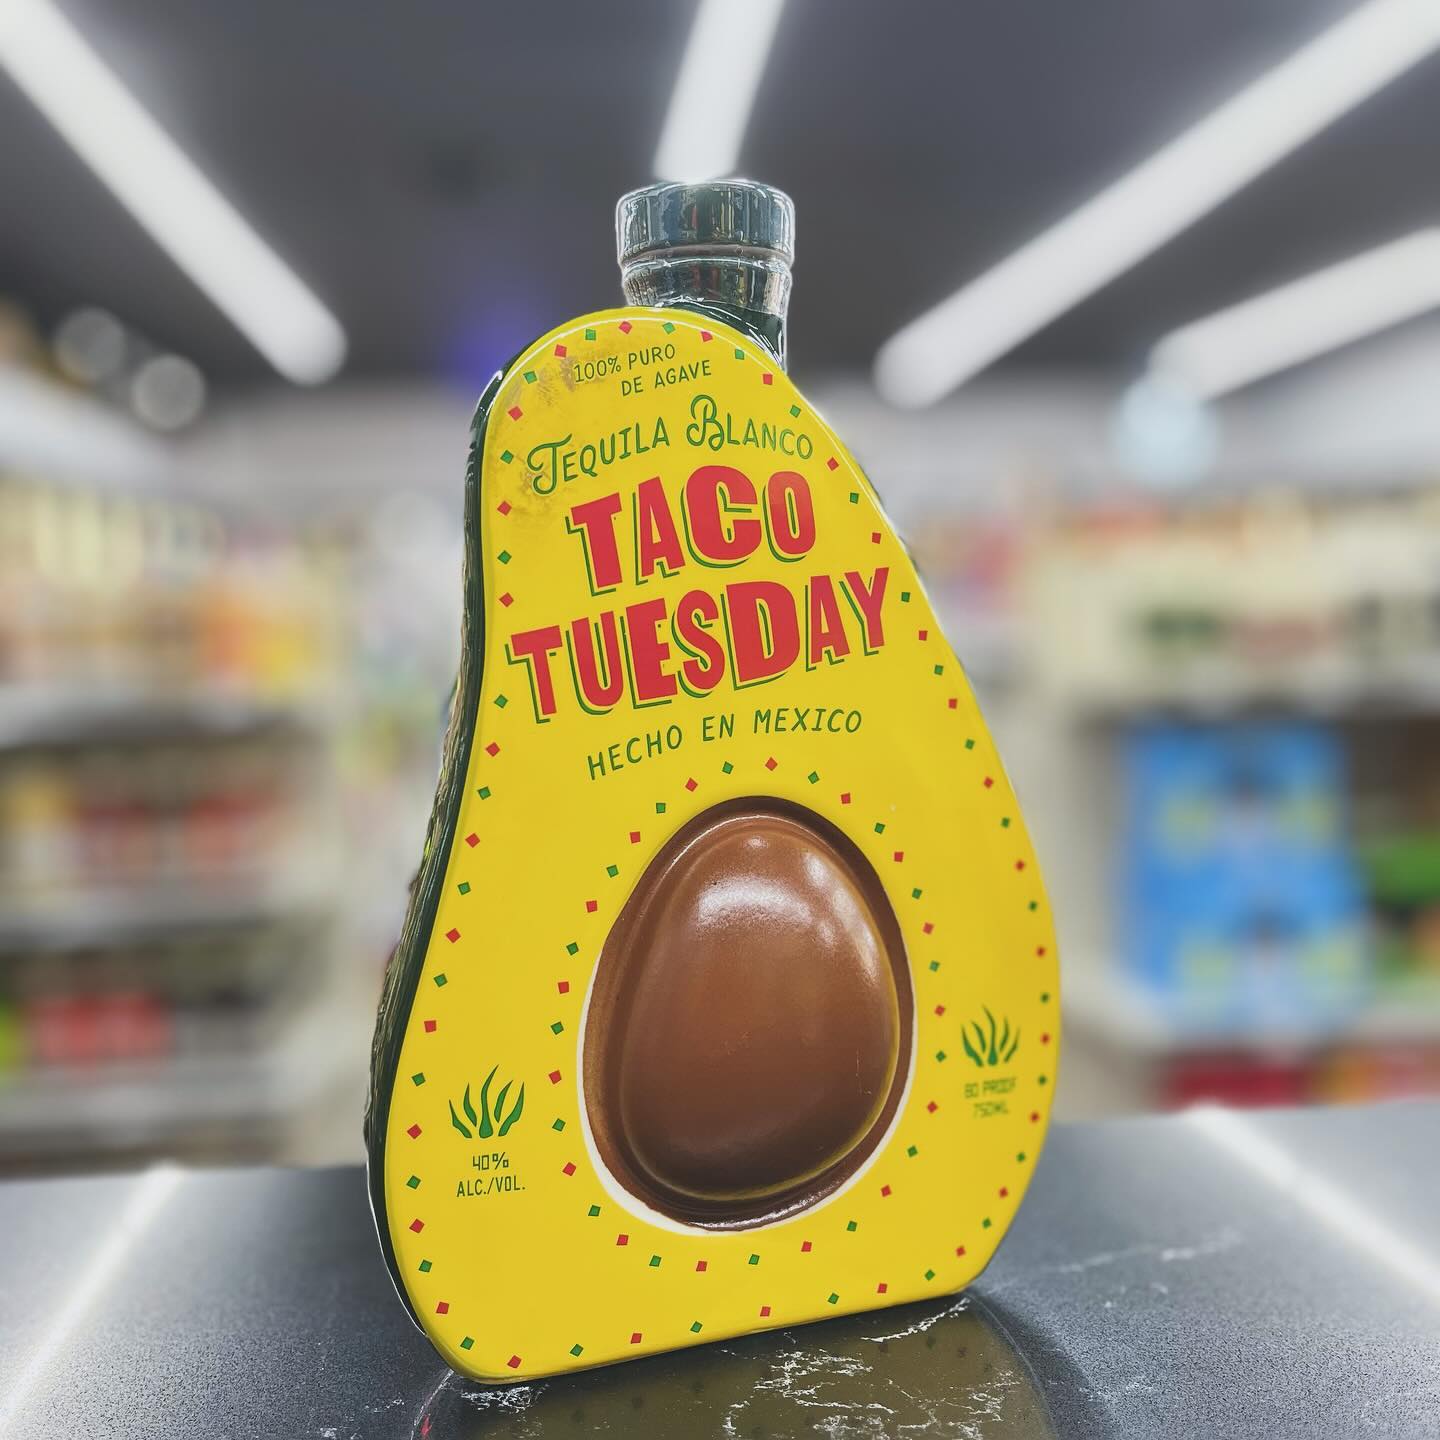 100% PURO
DE AGAVE
TEQUILA BLANCO
TACO
TUESDAY
HECHO EN MEXICO
40%
ALC./VOL.
80 PROOF
750ML